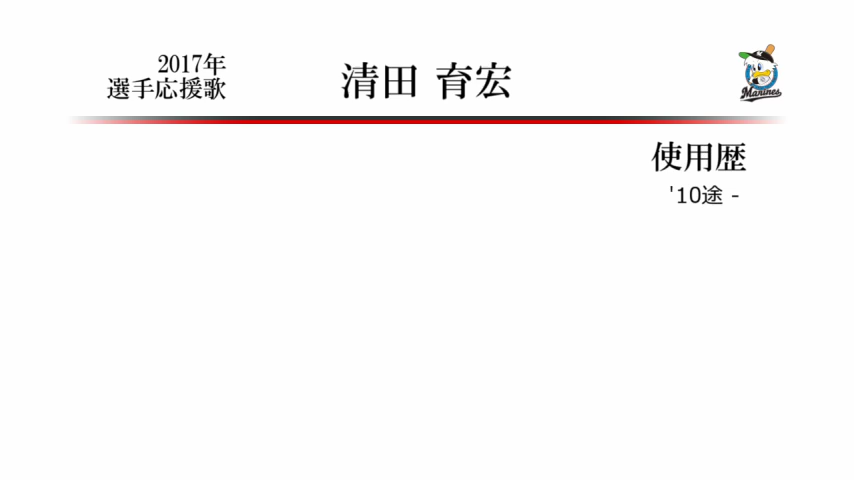 2017年
選手応援歌
清田 育宏
Marines
使用歴
'10途 -